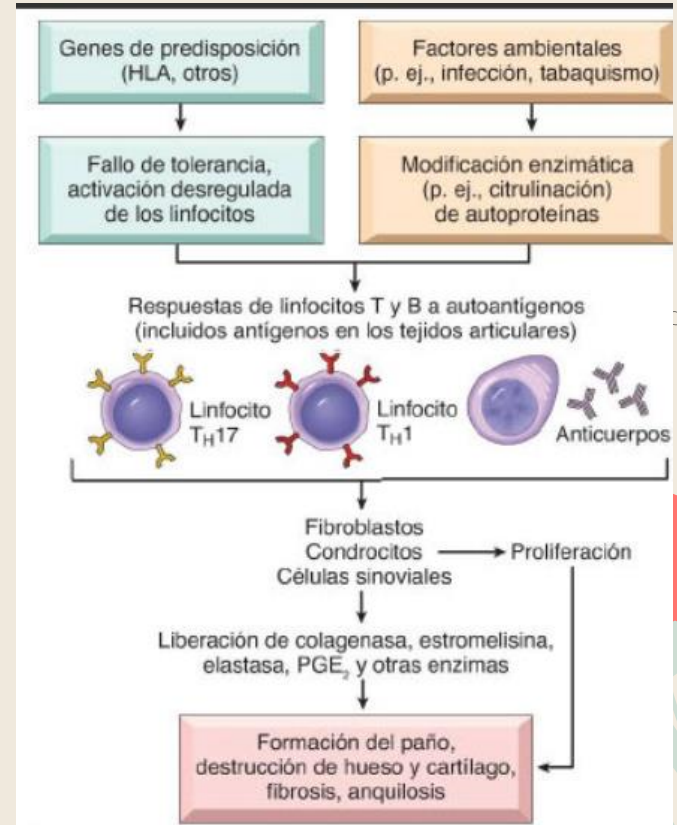 Genes de predisposición
(HLA, otros)
Factores ambientales
(p. ej., infección, tabaquismo)
Fallo de tolerancia,
activación desregulada
de los linfocitos
Modificación enzimática
(p. ej., citrulinación)
de autoproteínas
Respuestas de linfocitos T y B a autoantígenos
(incluidos antígenos en los tejidos articulares)
Linfocito
TH17
Linfocito
TH1
Anticuerpos
Fibroblastos
Condrocitos
Células sinoviales
Proliferación
Liberación de colagenasa, estromelisina,
elastasa, PGE2 y otras enzimas
Formación del paño,
destrucción de hueso y cartílago,
fibrosis, anquilosis